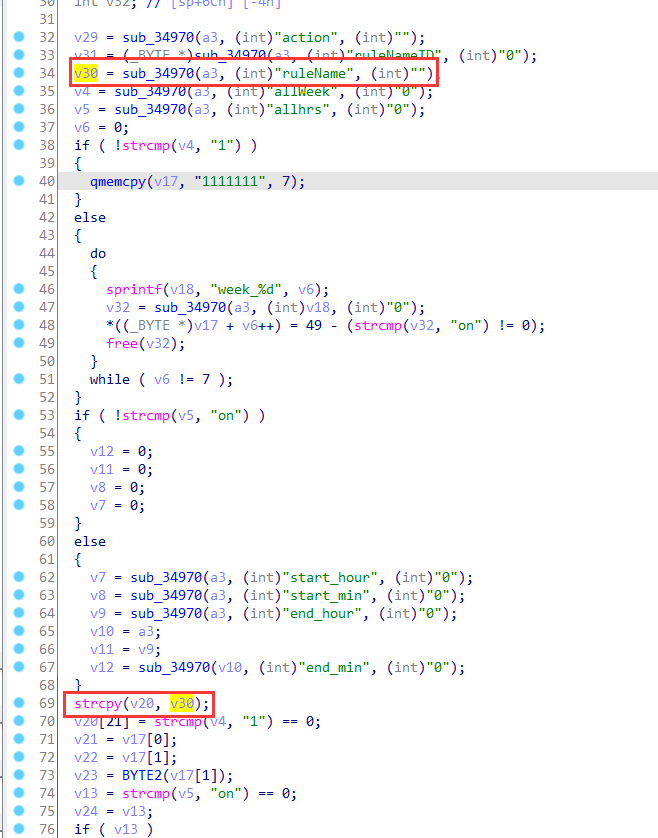 30 int v32; // [sp+6Ch] [-4h]
31
32 v29 = sub_34970(a3, (int)"action", (int)"");
33 v31 = (_BYTE *)sub_34970(a3, (int)"ruleNameID", (int)"0");
34 v30 = sub_34970(a3, (int)"ruleName", (int)"")
35 v4 = sub_34970(a3, (int)"allWeek", (int)"0");
36 v5 = sub_34970(a3, (int)"allhrs", (int)"0");
37 v6 = 0;
38 if ( !strcmp(v4, "1") )
39 {
40 qmemcpy(v17, "1111111", 7);
41 }
42 else
43 {
44 do
45 {
46 sprintf(v18, "week_%d", v6);
47 v32 = sub_34970(a3, (int)v18, (int)"0");
48 *((_BYTE *)v17 + v6++) = 49 - (strcmp(v32, "on") != 0);
49 free(v32);
50 }
51 while ( v6 != 7 );
52 }
53 if ( !strcmp(v5, "on") )
54 {
55 v12 = 0;
56 v11 = 0;
57 v8 = 0;
58 v7 = 0;
59 }
60 else
61 {
62 v7 = sub_34970(a3, (int)"start_hour", (int)"0");
63 v8 = sub_34970(a3, (int)"start_min", (int)"0");
64 v9 = sub_34970(a3, (int)"end_hour", (int)"0");
65 v10 = a3;
66 v11 = v9;
67 v12 = sub_34970(v10, (int)"end_min", (int)"0");
68 }
69 strcpy(v20, v30);
70 v20[21] = strcmp(v4, "1") == 0;
71 v21 = v17[0];
72 v22 = v17[1];
73 v23 = BYTE2(v17[1]);
74 v13 = strcmp(v5, "on") == 0;
75 v24 = v13;
76 if ( v13 )